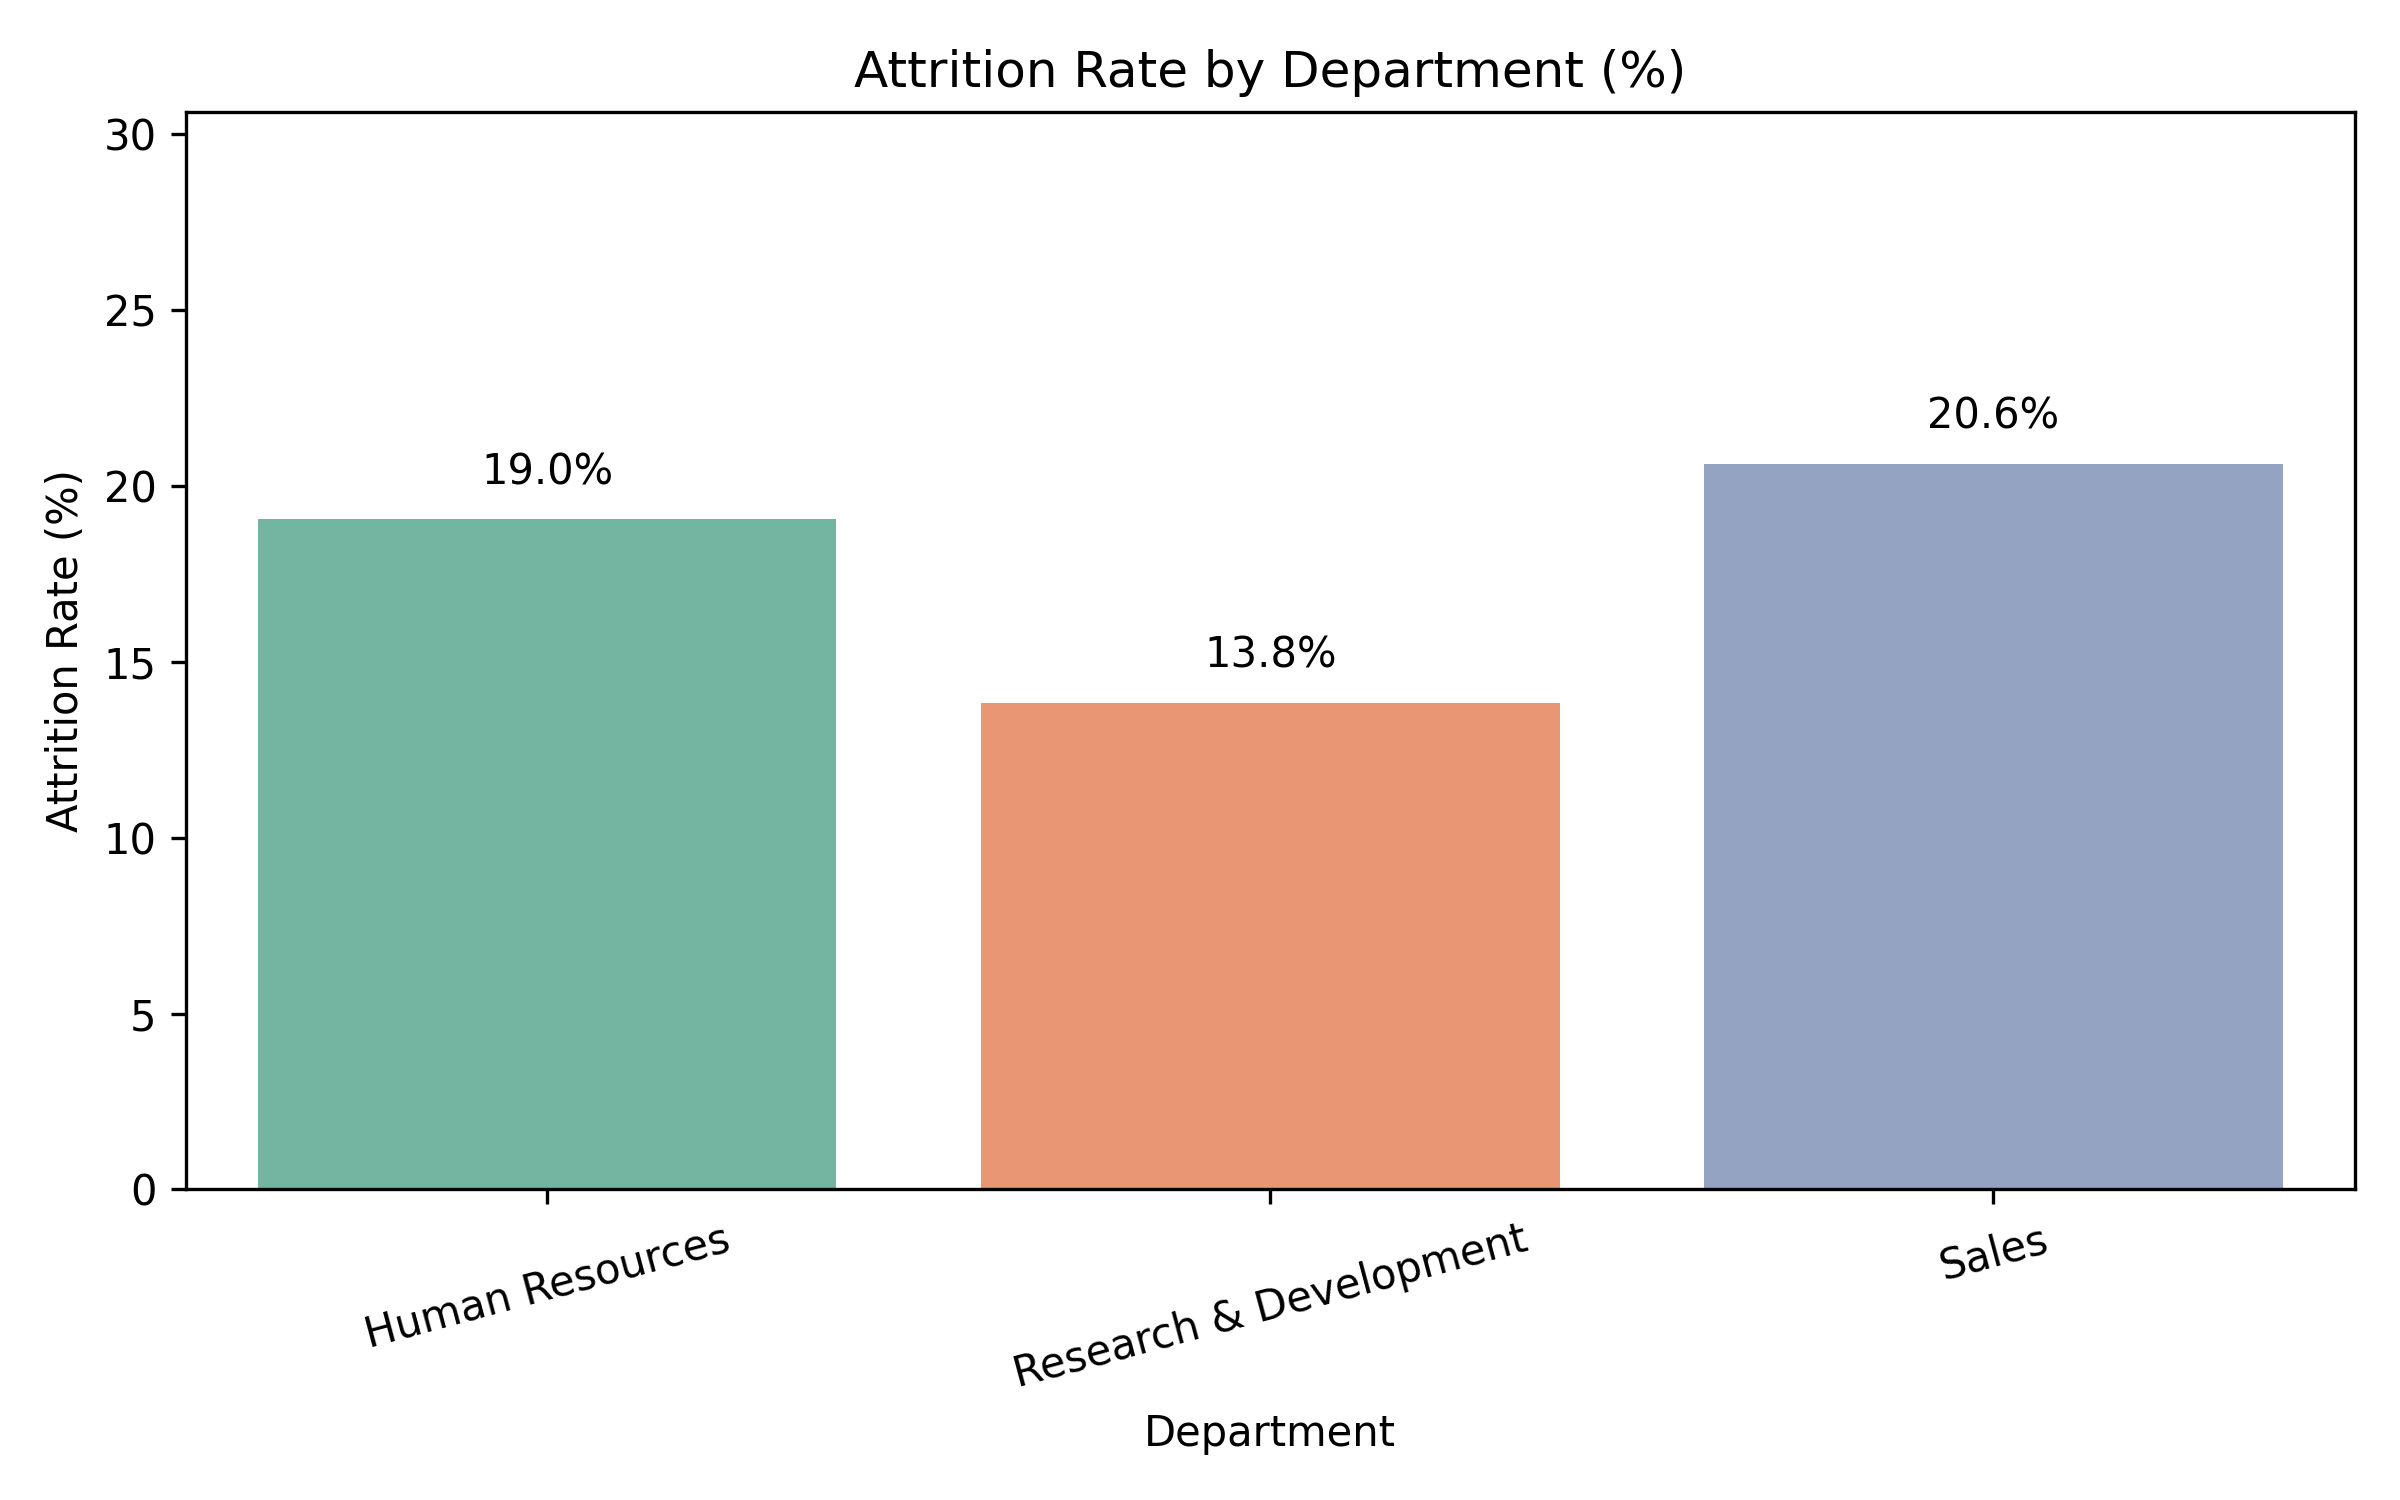 Attrition Rate by Department (%)
Attrition Rate (%)
30
25
20
15
10
5
0
19.0%
13.8%
20.6%
Human Resources
Research & Development
Sales
Department